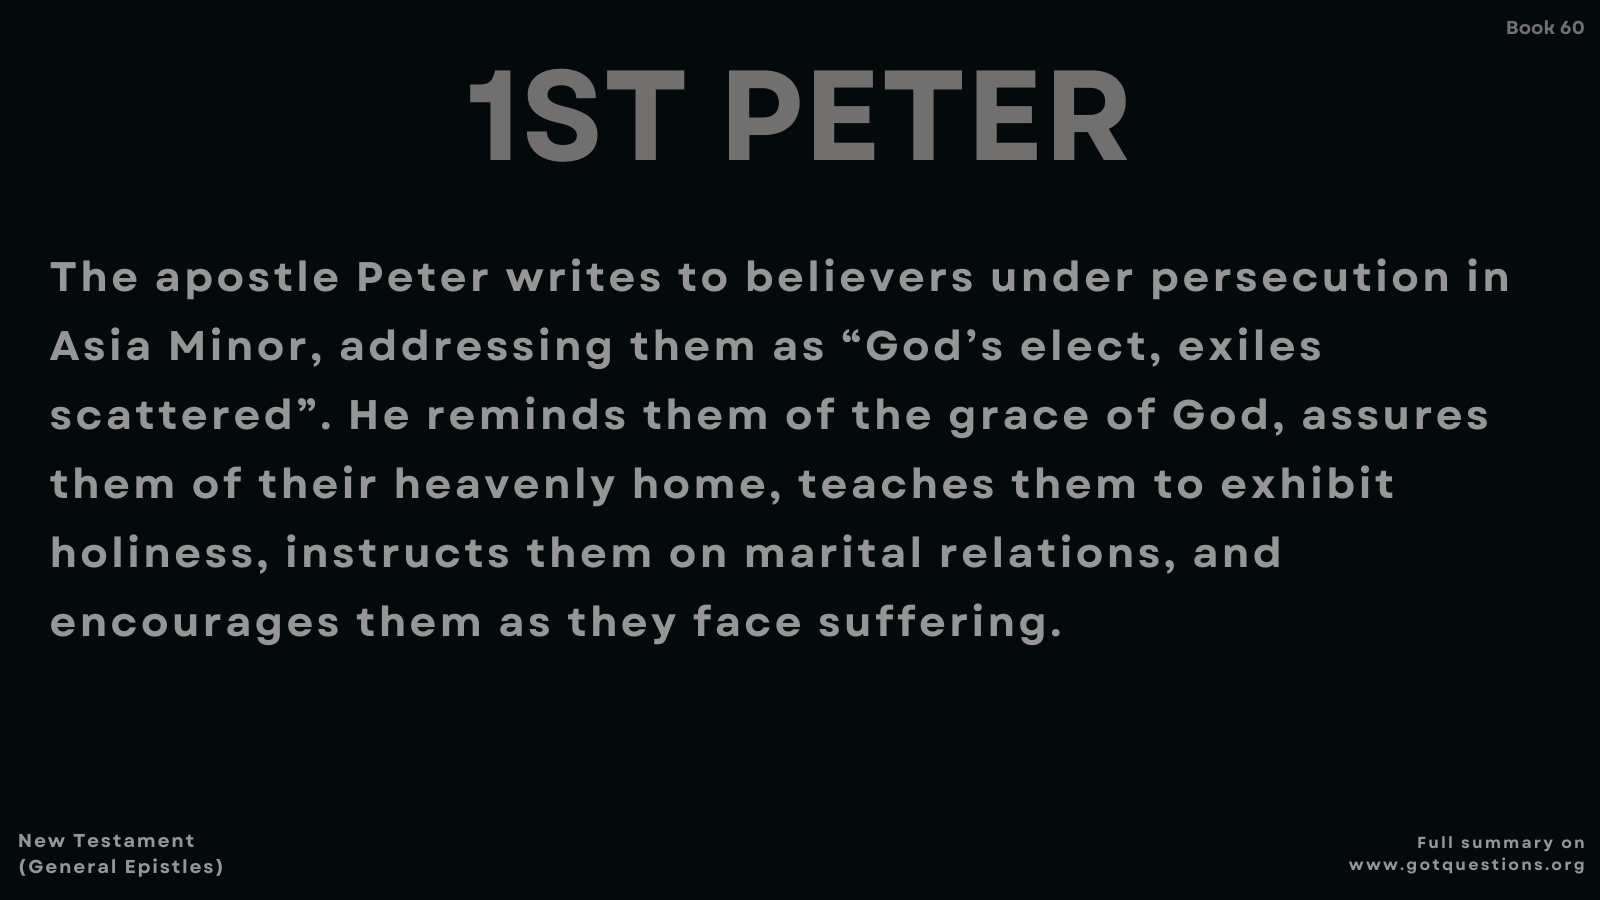 Book 60
1ST PETER
The apostle Peter writes to believers under persecution in
Asia Minor, addressing them as “God’s elect, exiles
scattered”. He reminds them of the grace of God, assures
them of their heavenly home, teaches them to exhibit
holiness, instructs them on marital relations, and
encourages them as they face suffering.
New Testament
(General Epistles)
Full summary on
www.gotquestions.org